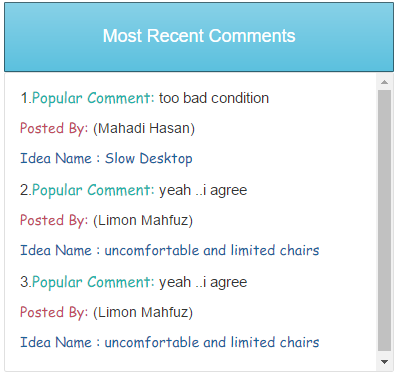 Most Recent Comments
1.Popular Comment: too bad condition
Posted By: (Mahadi Hasan)
Idea Name : Slow Desktop
2.Popular Comment: yeah ..i agree
Posted By: (Limon Mahfuz)
Idea Name : uncomfortable and limited chairs
3.Popular Comment: yeah ..i agree
Posted By: (Limon Mahfuz)
Idea Name : uncomfortable and limited chairs